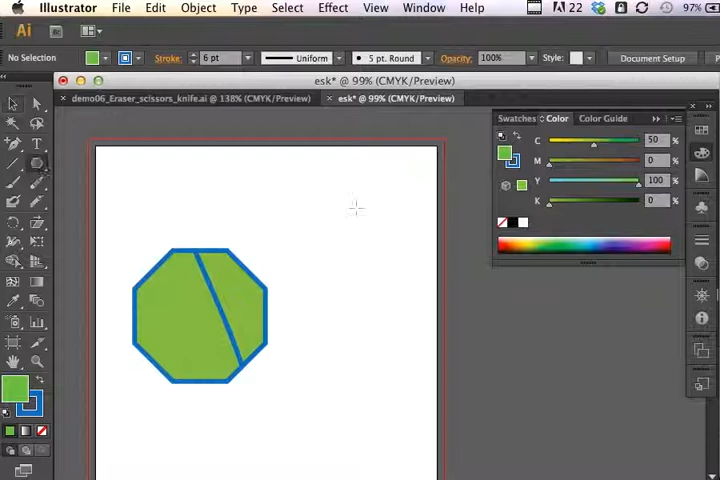 Illustrator File Edit Object Type Select Effect View Window Help 22 97%
Ai Br
No Selection Stroke: 6 pt Uniform 5 pt. Round Opacity: 100% Style: Document Setup
esk* @ 99% (CMYK/Preview)
demo06_Eraser_scissors_knife.ai @ 138% (CMYK/Preview) esk* @ 99% (CMYK/Preview)
Swatches Color Color Guide
C 50 %
M 0 %
Y 100 %
K 0 %